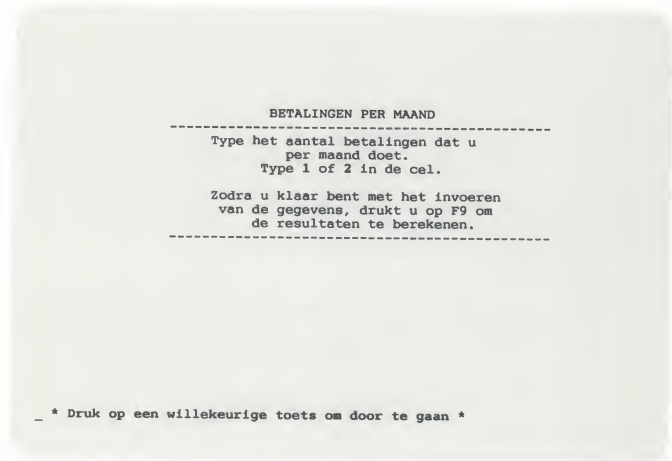 BETALINGEN PER MAAND
----------------------------------------------
Type het aantal betalingen dat u
per maand doet.
Type 1 of 2 in de cel.
Zodra u klaar bent met het invoeren
van de gegevens, drukt u op F9 om
de resultaten te berekenen.
----------------------------------------------
_ * Druk op een willekeurige toets om door te gaan *